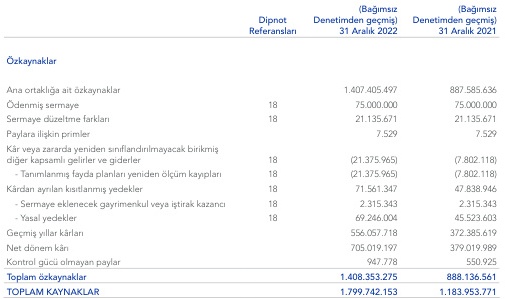 (Bağımsız (Bağımsız
Dipnot Denetimden geçmiş) Denetimden geçmiş)
Referansları 31 Aralık 2022 31 Aralık 2021
Özkaynaklar
Ana ortaklığa ait özkaynaklar 1.407.405.497 887.585.636
Ödenmiş sermaye 18 75.000.000 75.000.000
Sermaye düzeltme farkları 18 21.135.671 21.135.671
Paylara ilişkin primler 7.529 7.529
Kâr veya zararda yeniden sınıflandırılmayacak birikmiş
diğer kapsamlı gelirler ve giderler 18 (21.375.965) (7.802.118)
- Tanımlanmış fayda planları yeniden ölçüm kayıpları 18 (21.375.965) (7.802.118)
Kârdan ayrılan kısıtlanmış yedekler 18 71.561.347 47.838.946
- Sermaye eklenecek gayrimenkul veya iştirak kazancı 18 2.315.343 2.315.343
- Yasal yedekler 18 69.246.004 45.523.603
Geçmiş yıllar kârları 556.057.718 372.385.619
Net dönem kârı 705.019.197 379.019.989
Kontrol gücü olmayan paylar 947.778 550.925
Toplam özkaynaklar 1.408.353.275 888.136.561
TOPLAM KAYNAKLAR 1.799.742.153 1.183.953.771